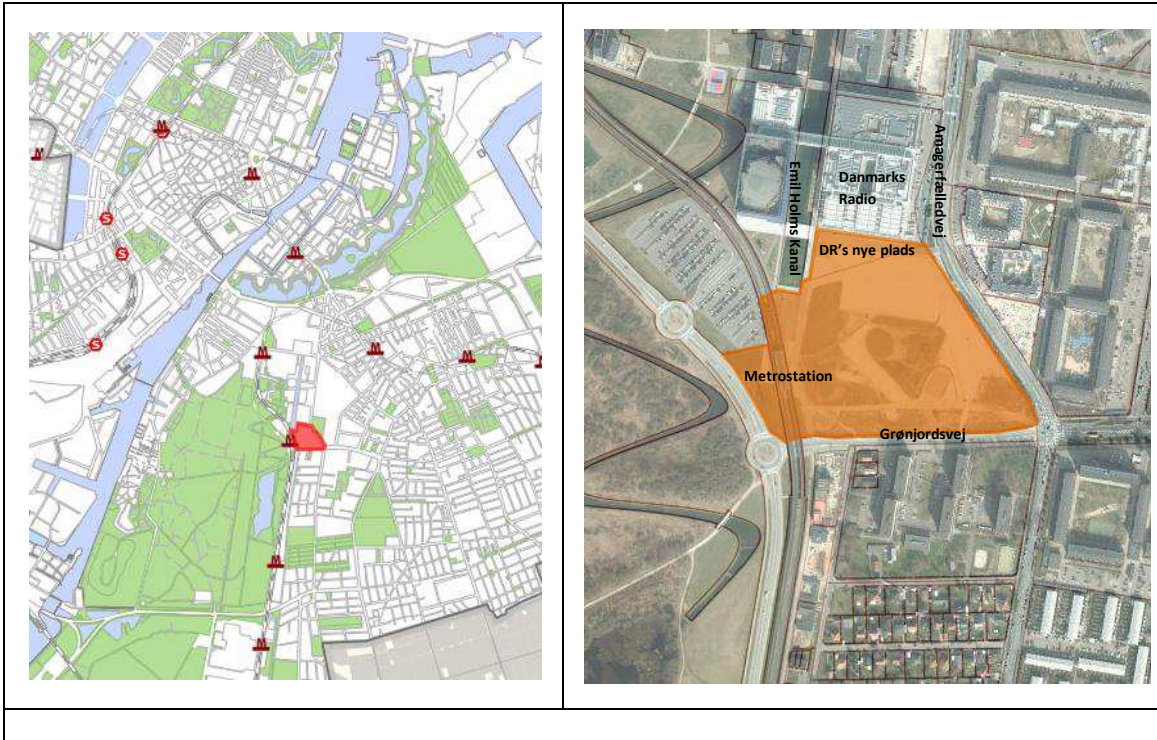 M
M
M
S
S
M
S
M
M
M
M
M
M
M
Emil Holms Kanal
Danmarks
Radio
Amagerfælledvej
DR's nye plads
Metrostation
Grønjordsvej